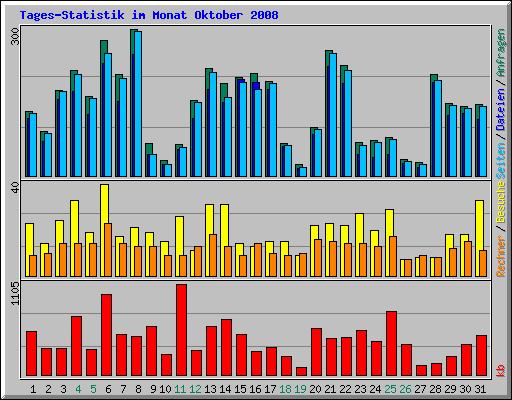 Tages-Statistik im Monat Oktober 2008
300
40
1105
Rechner / Besuche Seiten / Dateien / Anfragen
kb
1 2 3 4 5 6 7 8 9 10 11 12 13 14 15 16 17 18 19 20 21 22 23 24 25 26 27 28 29 30 31